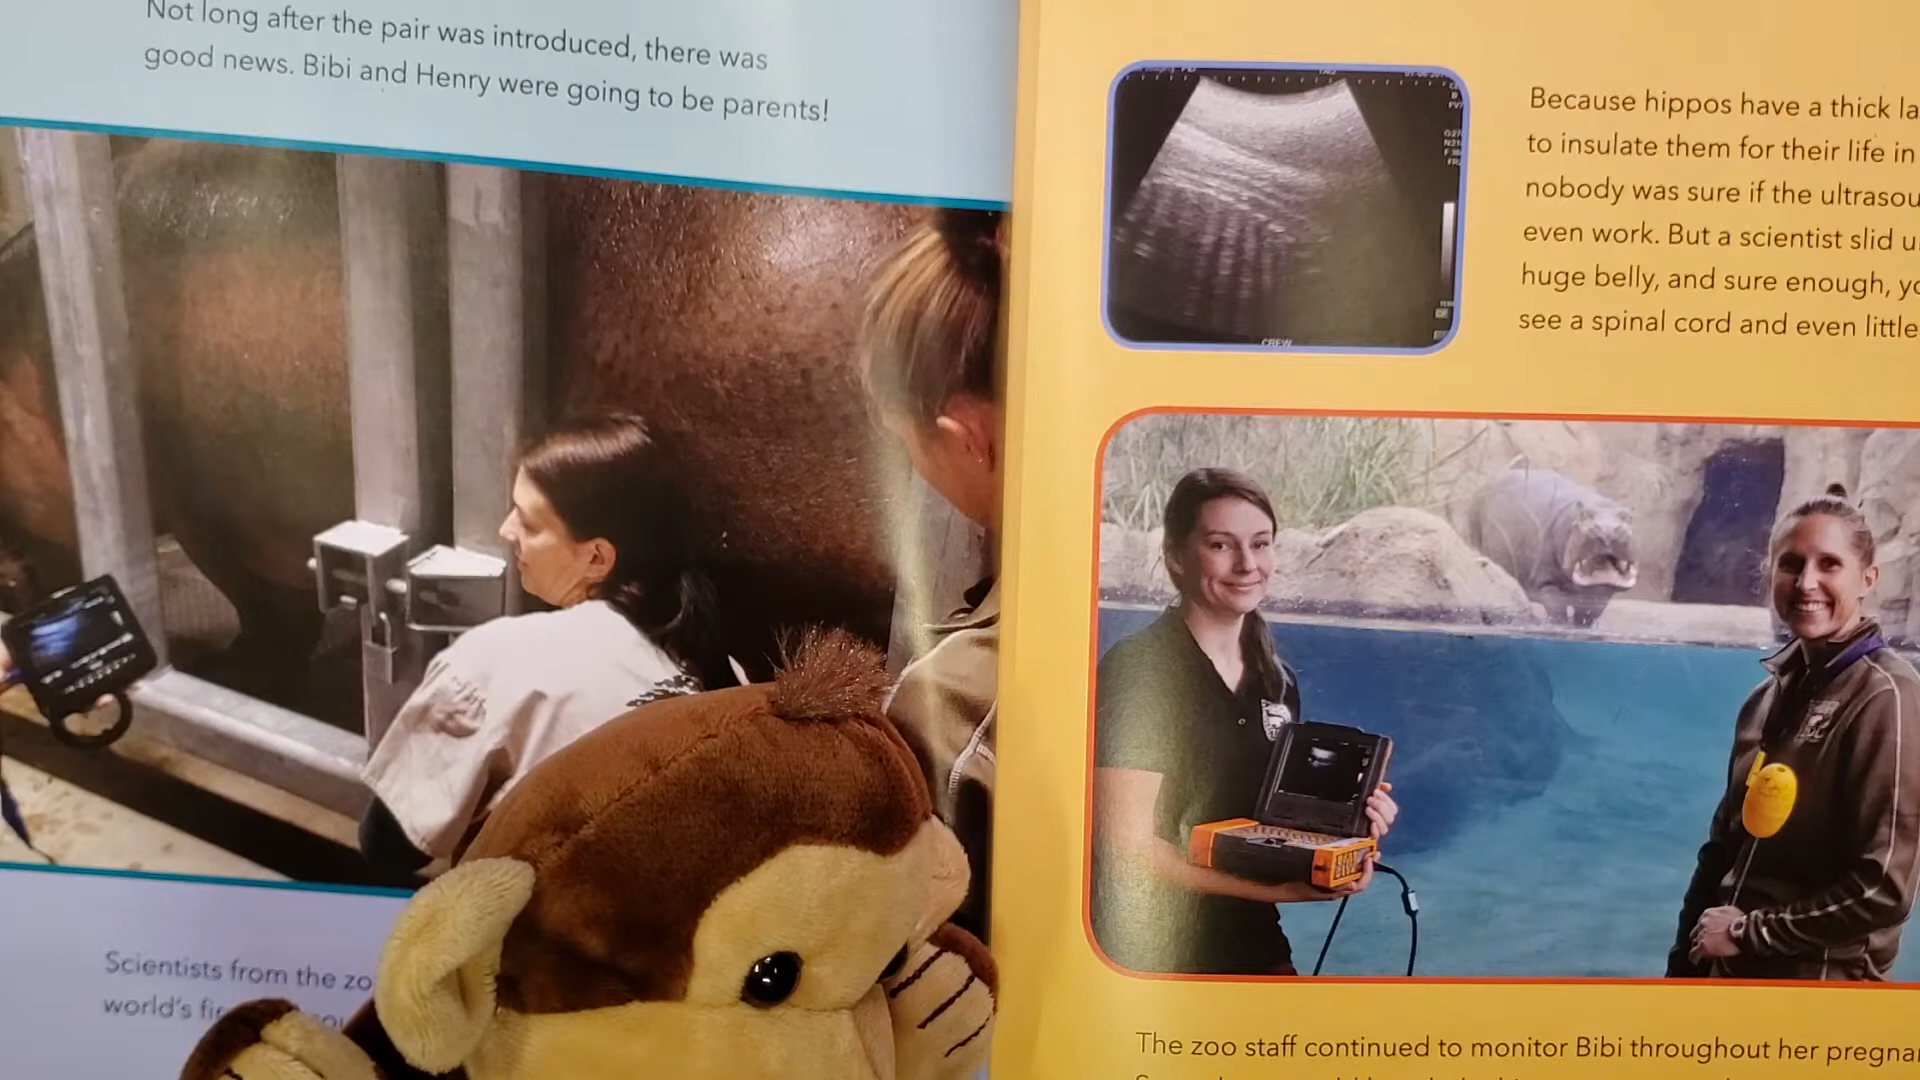 Not long after the pair was introduced, there was
good news. Bibi and Henry were going to be parents!
Scientists from the zo
world's fir
Because hippos have a thick la
to insulate them for their life in
nobody was sure if the ultrasou
even work. But a scientist slid u
huge belly, and sure enough, yo
see a spinal cord and even little
CREW
The zoo staff continued to monitor Bibi throughout her pregna